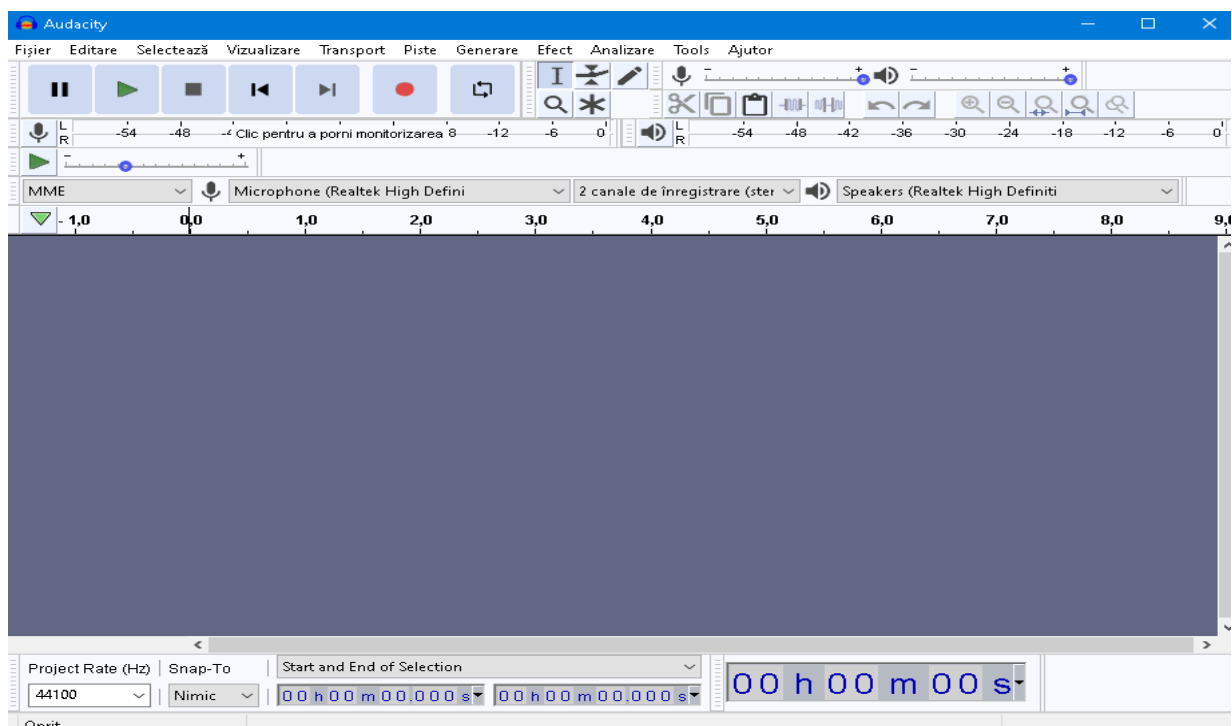 Audacity
Fișier Editare Selectează Vizualizare Transport Piste Generare Efect Analizare Tools Ajutor
L
R
-54 -48 -4 Clic pentru a porni monitorizarea 8 -12 -6 0
L
R
-54 -48 -42 -36 -30 -24 -18 -12 -6 0
MME Microphone (Realtek High Defini 2 canale de înregistrare (ster Speakers (Realtek High Definiti
- 1,0 0,0 1,0 2,0 3,0 4,0 5,0 6,0 7,0 8,0 9,
Project Rate (Hz) Snap-To Start and End of Selection
44100 Nimic 00 h 00 m 00.000 s 00 h 00 m 00.000 s 00 h 00 m 00 s